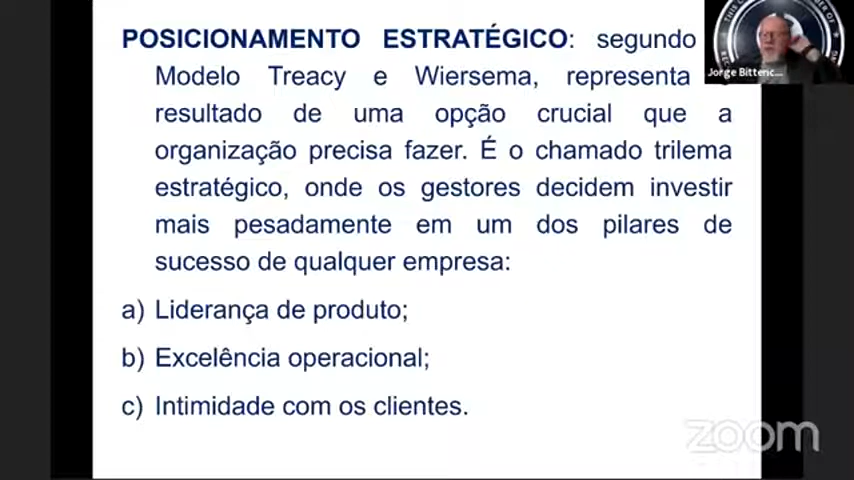 POSICIONAMENTO ESTRATÉGICO: segundo
Modelo Treacy e Wiersema, representa
resultado de uma opção crucial que a
organização precisa fazer. É o chamado trilema
estratégico, onde os gestores decidem investir
mais pesadamente em um dos pilares de
sucesso de qualquer empresa:
a) Liderança de produto;
b) Excelência operacional;
c) Intimidade com os clientes.
Jorge Bittenc...
zoom